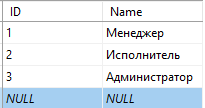 ID Name
1 Менеджер
2 Исполнитель
3 Администратор
NULL NULL